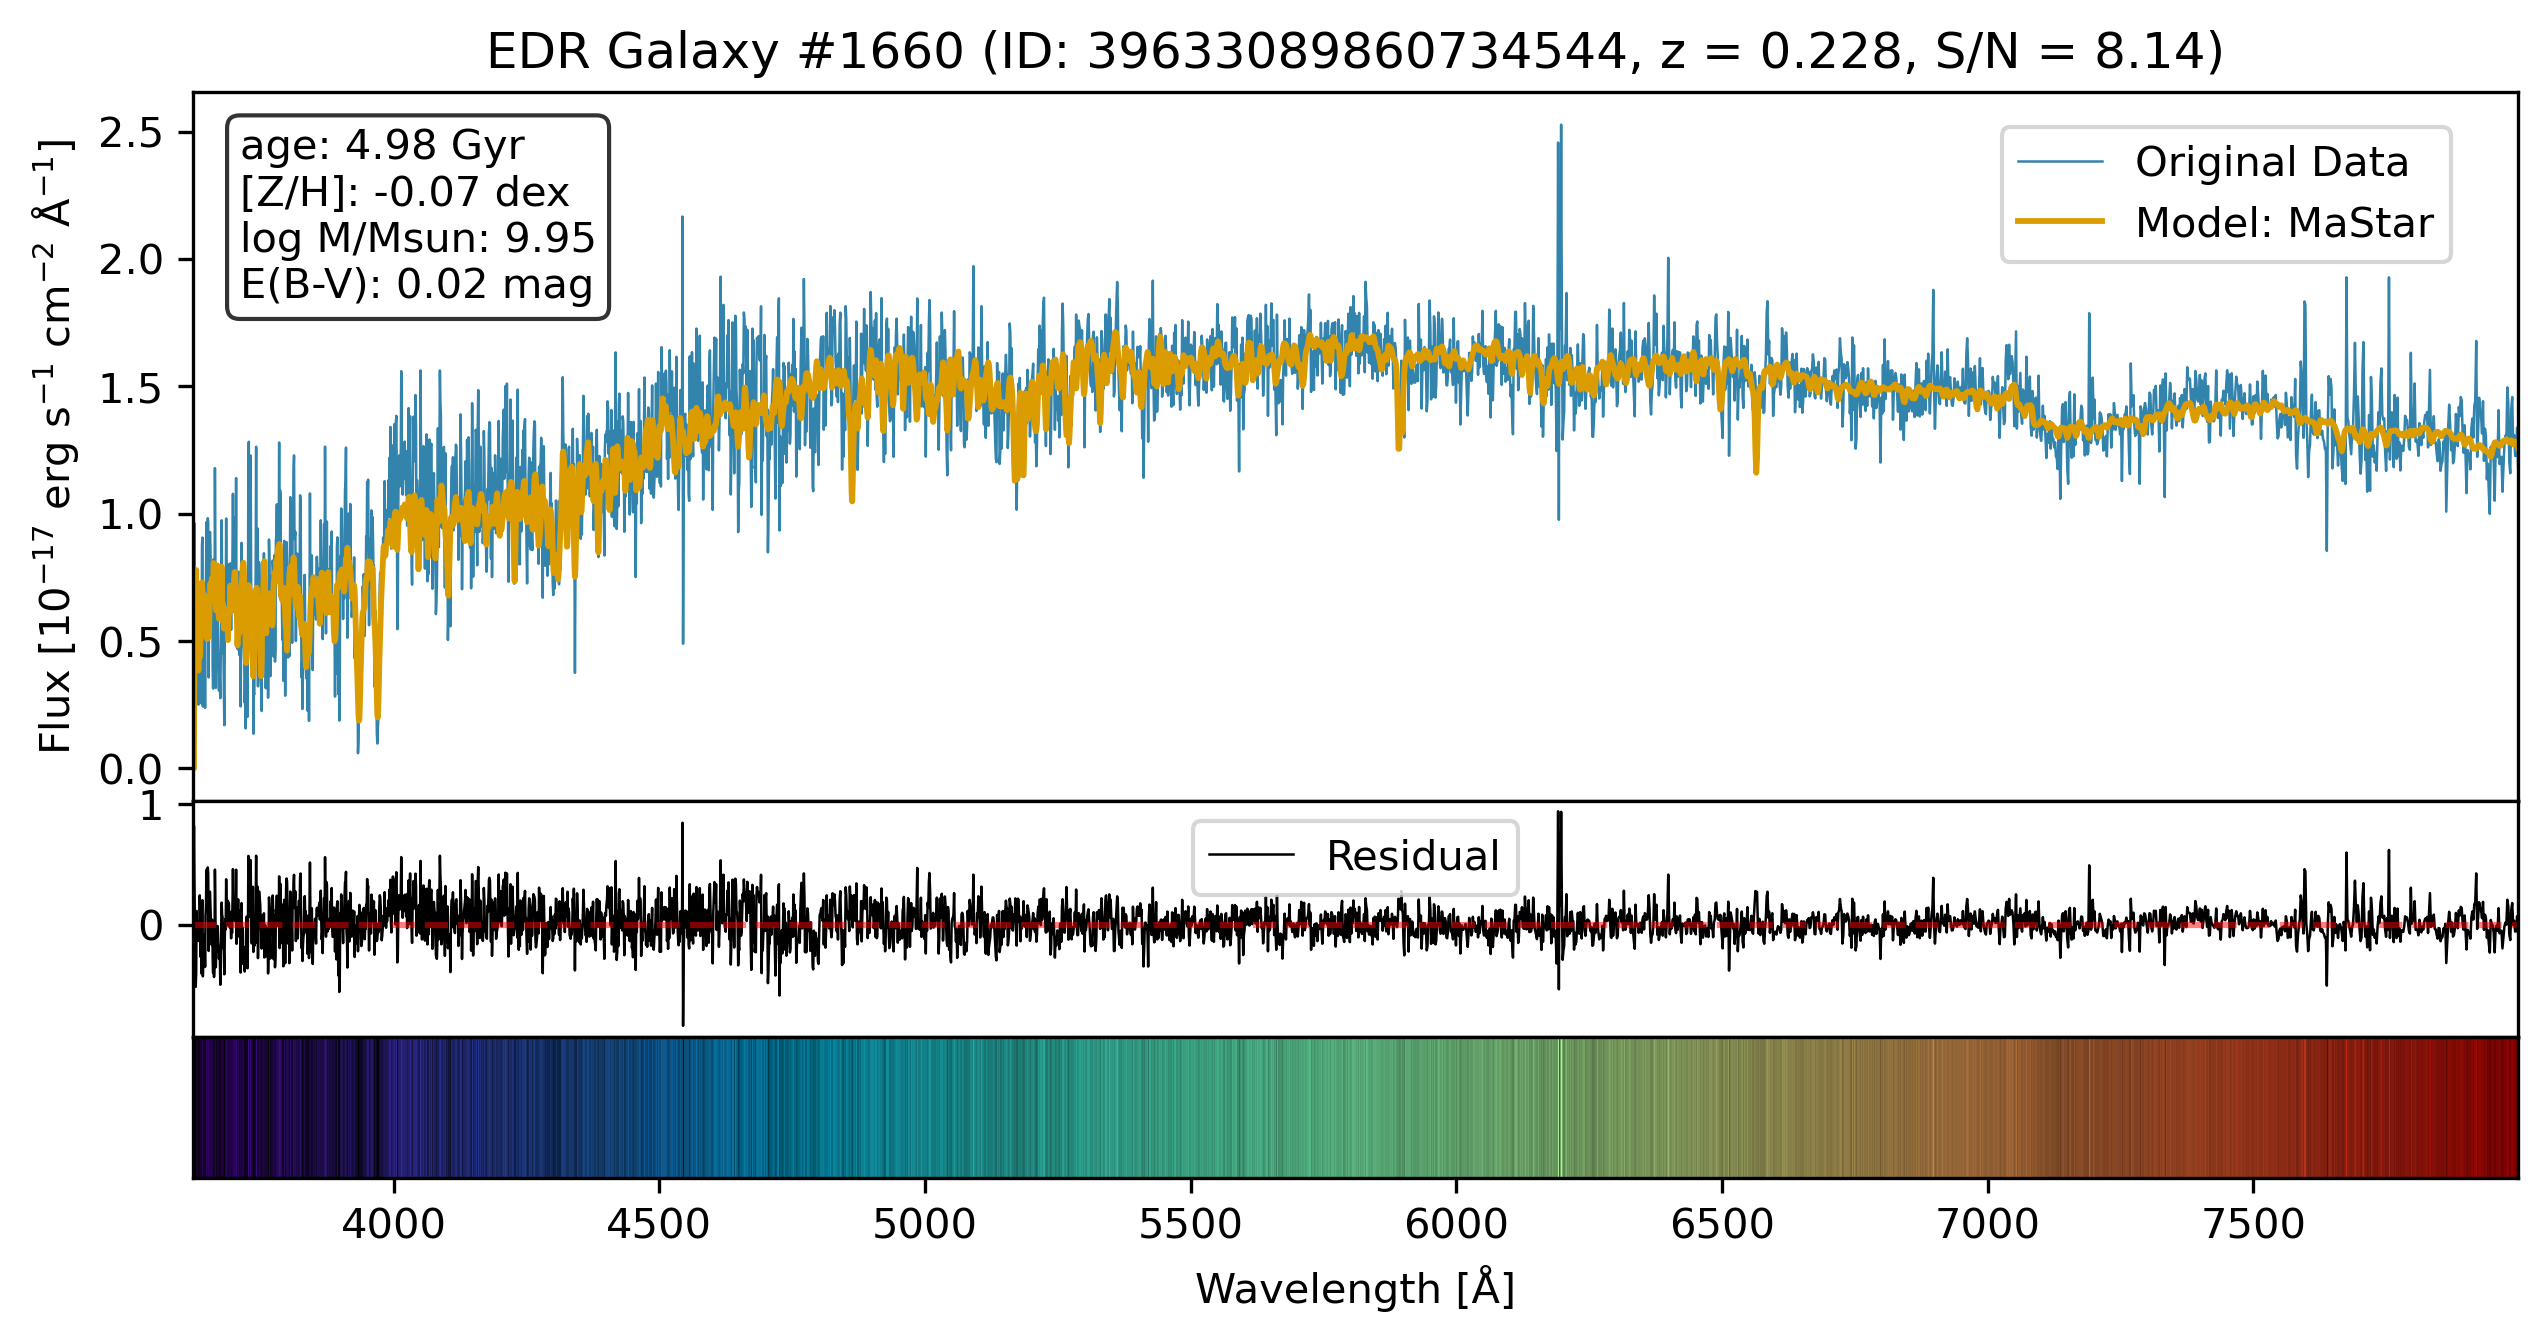 EDR Galaxy #1660 (ID: 39633089860734544, z = 0.228, S/N = 8.14)
age: 4.98 Gyr
[Z/H]: -0.07 dex
log M/Msun: 9.95
E(B-V): 0.02 mag
Original Data
Model: MaStar
Flux [10⁻¹⁷ erg s⁻¹ cm⁻² Å⁻¹]
2.5
2.0
1.5
1.0
0.5
0.0
1
0
Residual
4000 4500 5000 5500 6000 6500 7000 7500
Wavelength [Å]